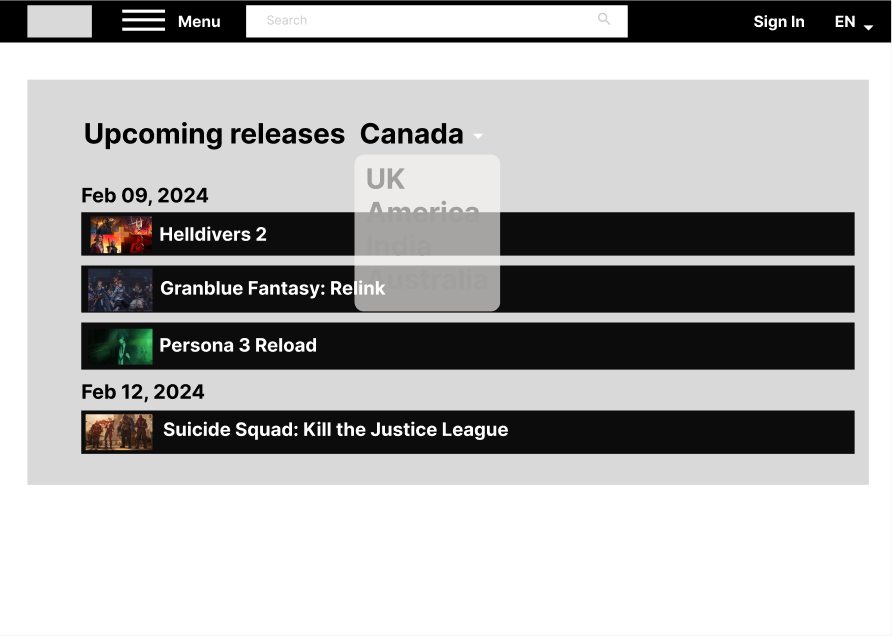 Menu
Search
Sign In
EN
Upcoming releases Canada
UK
America
India
Australia
Feb 09, 2024
Helldivers 2
Granblue Fantasy: Relink
Persona 3 Reload
Feb 12, 2024
Suicide Squad: Kill the Justice League